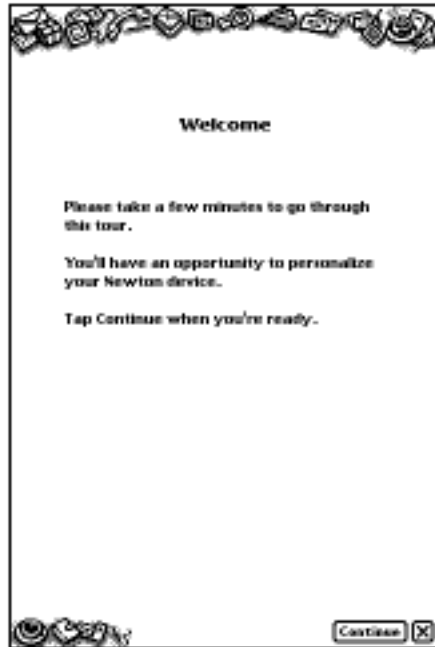 Welcome
Please take a few minutes to go through
this tour.
You'll have an opportunity to personalize
your Newton device.
Tap Continue when you're ready.
Continue